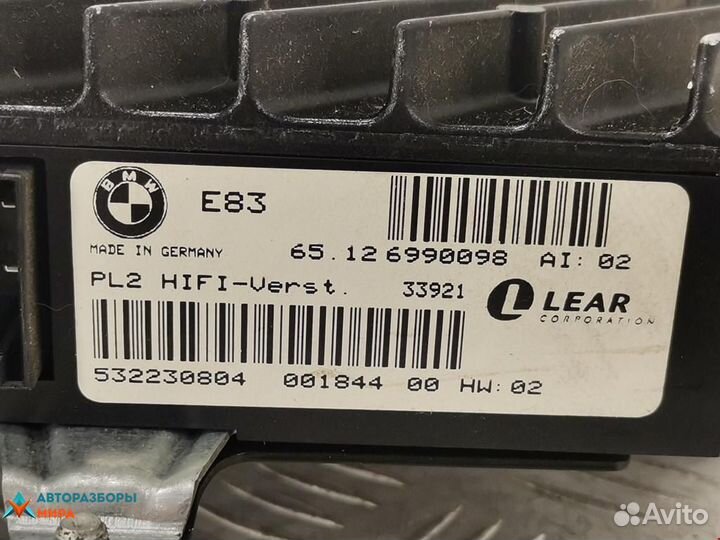 BMW
E83
MADE IN GERMANY
65.12 6990098 AI: 02
PL2 HIFI-Verst. 33921
LEAR
CORPORATION
532230804 001844 00 HW: 02
АВТОРАЗБОРЫ
МИРА
Avito